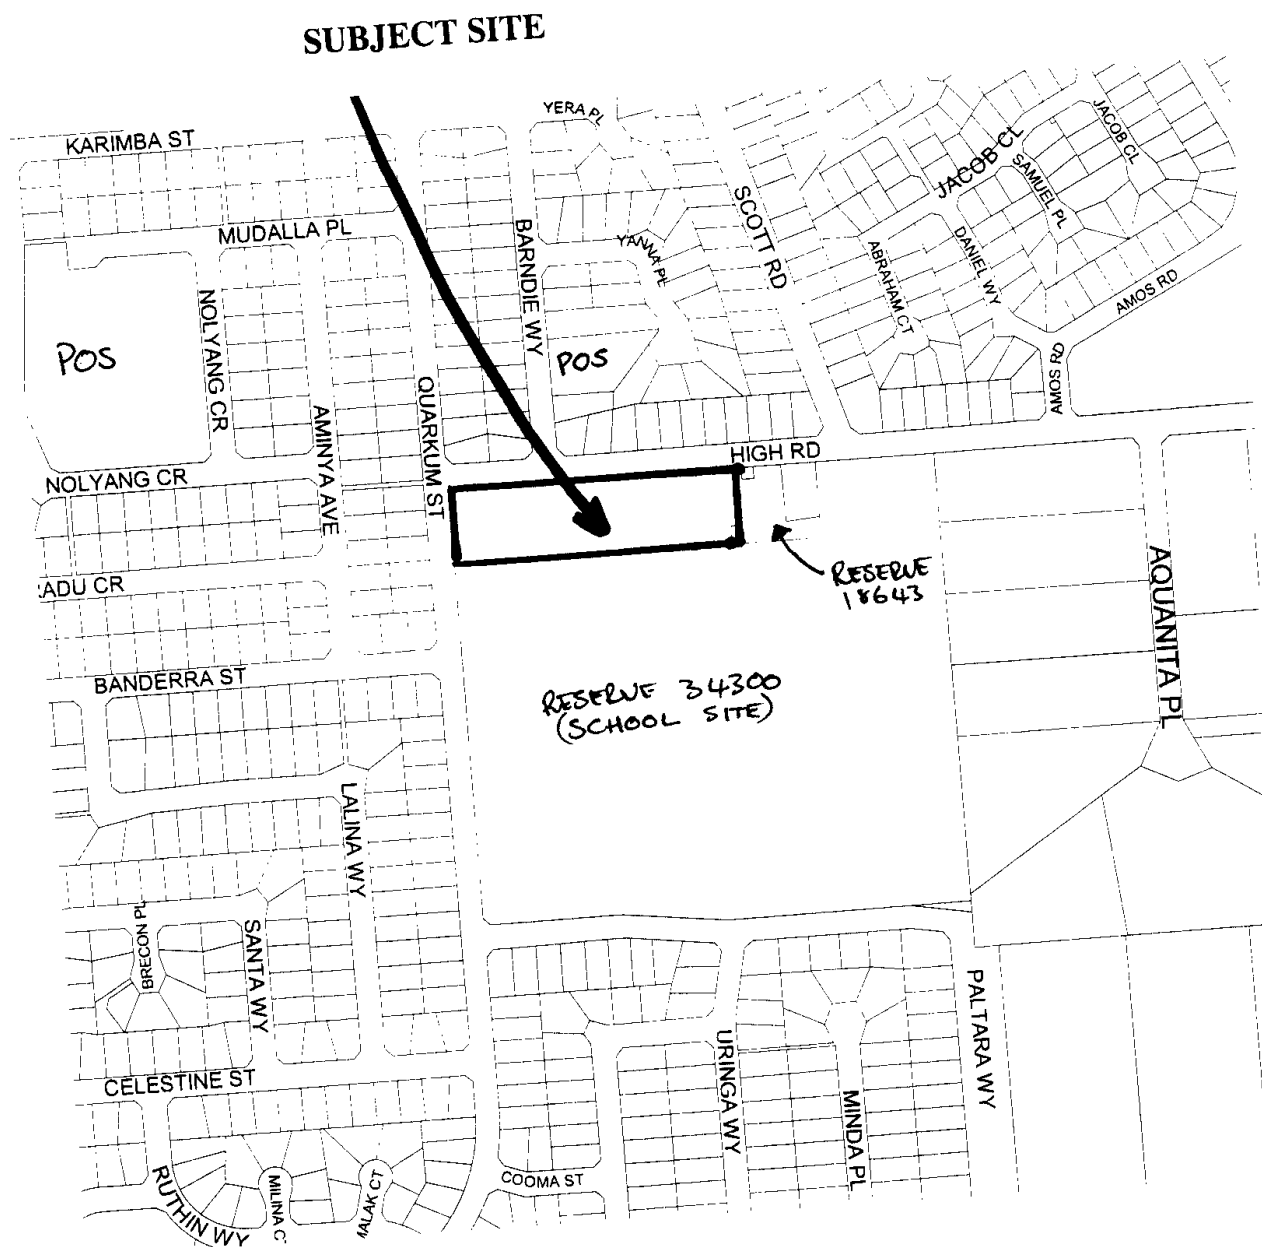 SUBJECT SITE
YERA PL
KARIMBA ST
JACOB CL
JACOB CL
SAMUEL PL
SCOTT RD
MUDALLA PL
BARNDIE WY
YANNA PL
ABRAHAM CT
DANIEL WY
AMOS RD
NOLYANG CR
POS
POS
AMOS RD
QUARKUM ST
AMINYA AVE
HIGH RD
NOLYANG CR
AQUANITA PL
RESERVE
18643
ADU CR
BANDERRA ST
RESERVE 34300
(SCHOOL SITE)
LALINA WY
BRECON PL
SANTA WY
PALTARA WY
URINGA WY
CELESTINE ST
MINDA PL
COOMA ST
RUTHIN WY
MILINA C
MALAK CT